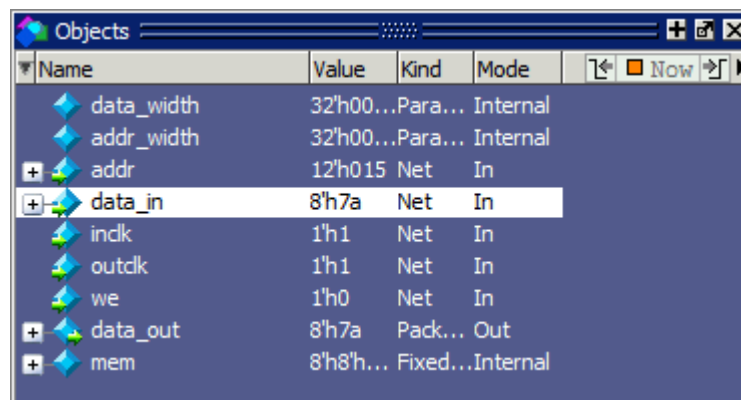 Objects
Name Value Kind Mode Now
data_width 32'h00... Para... Internal
addr_width 32'h00... Para... Internal
addr 12'h015 Net In
data_in 8'h7a Net In
inclk 1'h1 Net In
outclk 1'h1 Net In
we 1'h0 Net In
data_out 8'h7a Pack... Out
mem 8'h8'h... Fixed... Internal